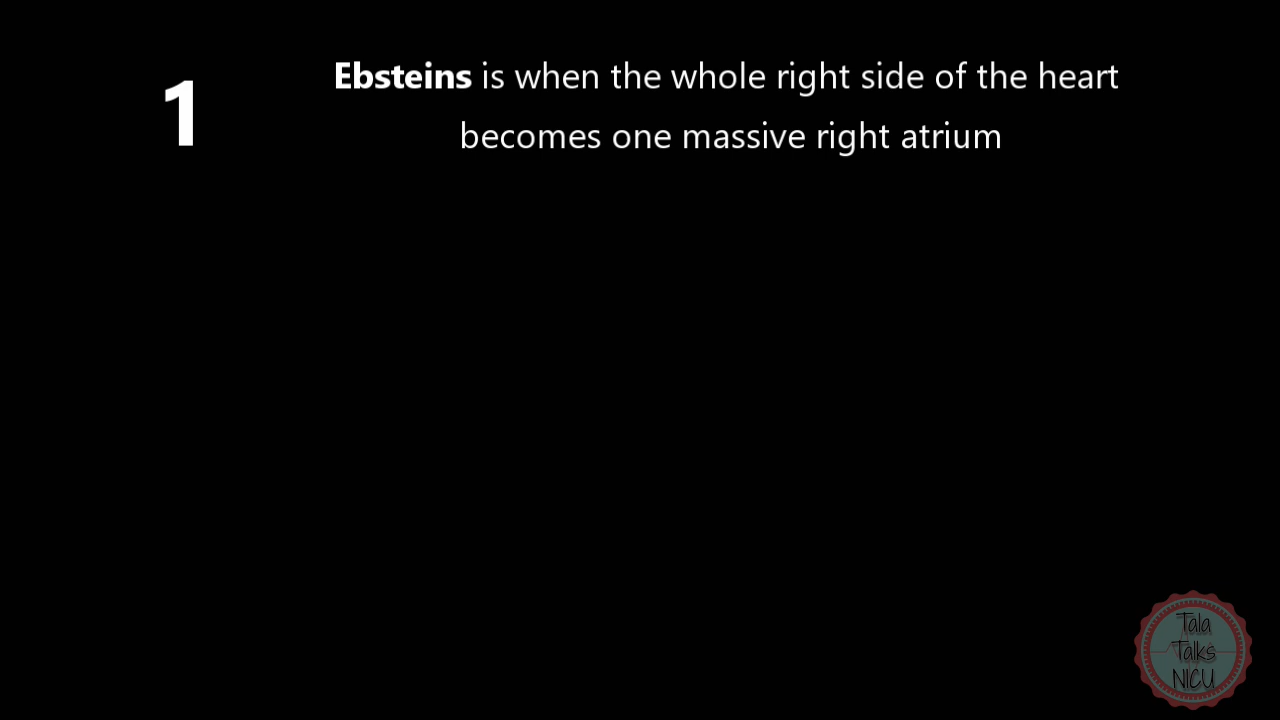 1
Ebsteins is when the whole right side of the heart
becomes one massive right atrium
Tala
Talks
NICU